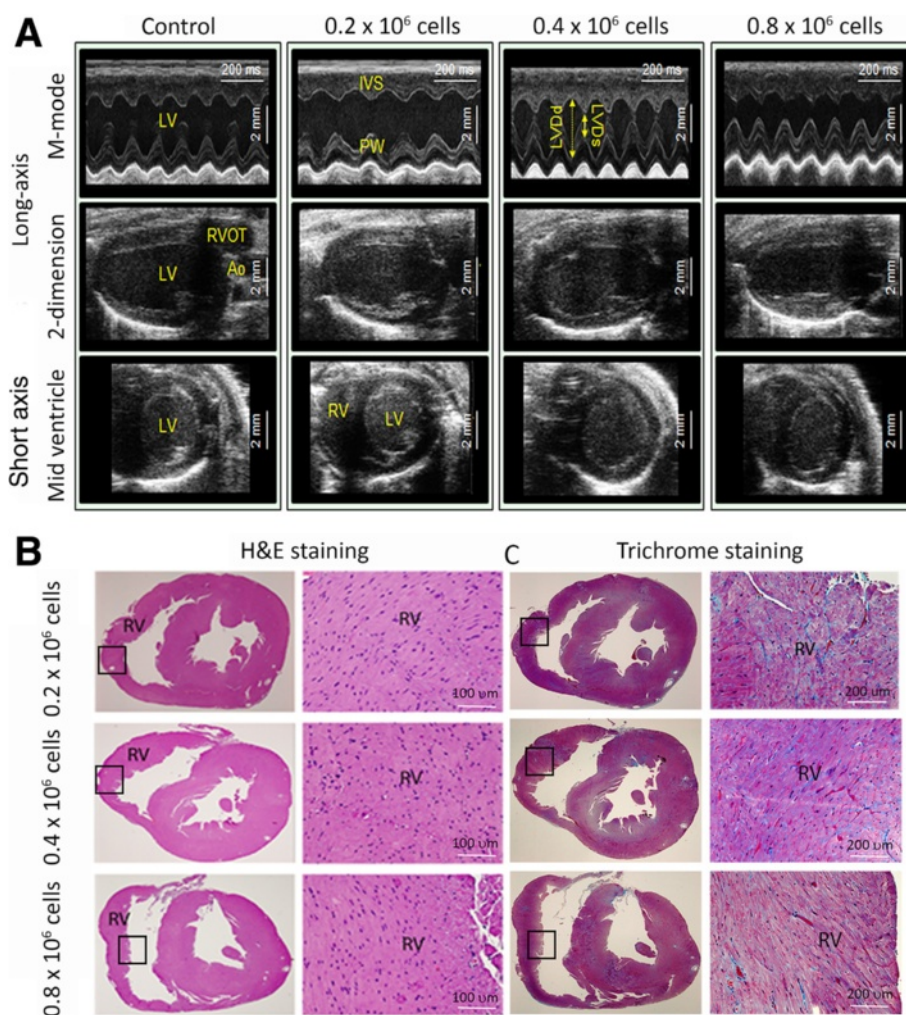 A
Control
0.2 x 10⁶ cells
0.4 x 10⁶ cells
0.8 x 10⁶ cells
Long-axis
M-mode
200 ms
LV
2 mm
200 ms
IVS
PW
2 mm
200 ms
LVDd
LVDs
2 mm
200 ms
2 mm
2-dimension
RVOT
LV
Ao
2 mm
2 mm
2 mm
2 mm
Short axis
Mid ventricle
LV
2 mm
RV
LV
2 mm
2 mm
2 mm
B
H&E staining
C
Trichrome staining
0.2 x 10⁶ cells
RV
RV
100 um
RV
200 um
0.4 x 10⁶ cells
RV
RV
100 um
RV
200 um
0.8 x 10⁶ cells
RV
RV
100 um
RV
200 um